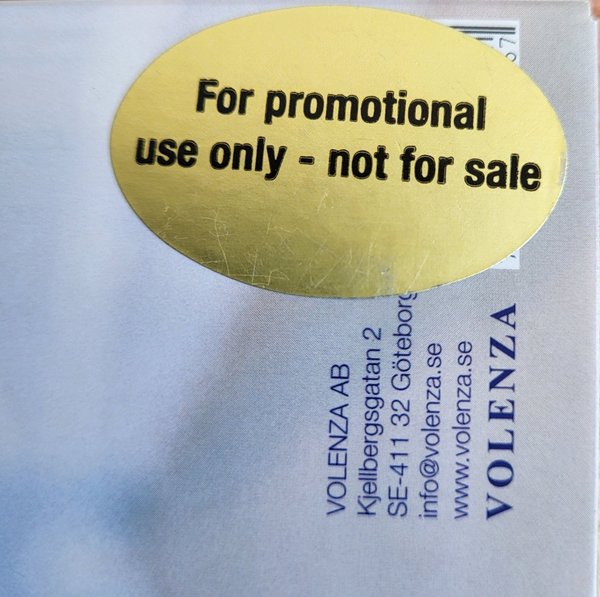 For promotional
use only - not for sale
VOLENZA AB
Kjellbergsgatan 2
SE-411 32 Göteborg
info@volenza.se
www.volenza.se
VOLENZA